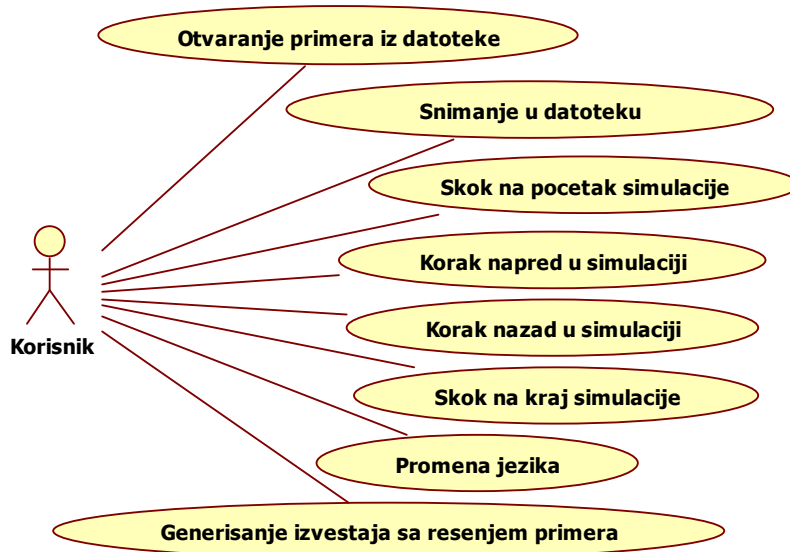 Otvaranje primera iz datoteke
Snimanje u datoteku
Skok na pocetak simulacije
Korak napred u simulaciji
Korisnik
Korak nazad u simulaciji
Skok na kraj simulacije
Promena jezika
Generisanje izvestaja sa resenjem primera